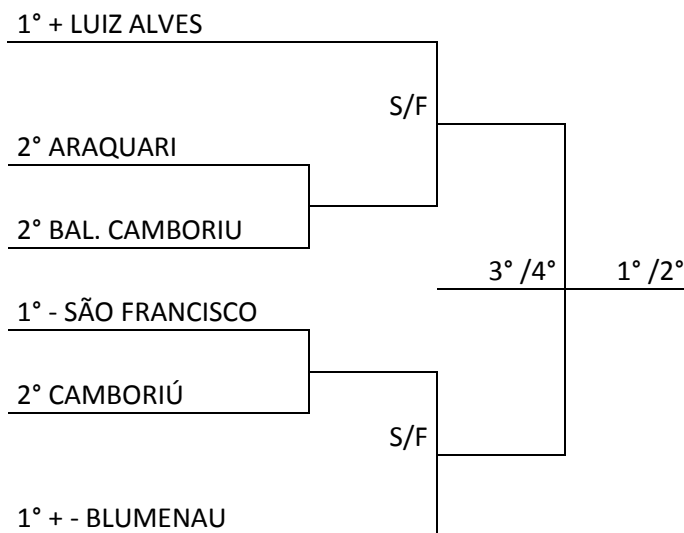 1° + LUIZ ALVES
S/F
2° ARAQUARI
2° BAL. CAMBORIU
3° /4°
1° /2°
1° - SÃO FRANCISCO
2° CAMBORIÚ
S/F
1° + - BLUMENAU